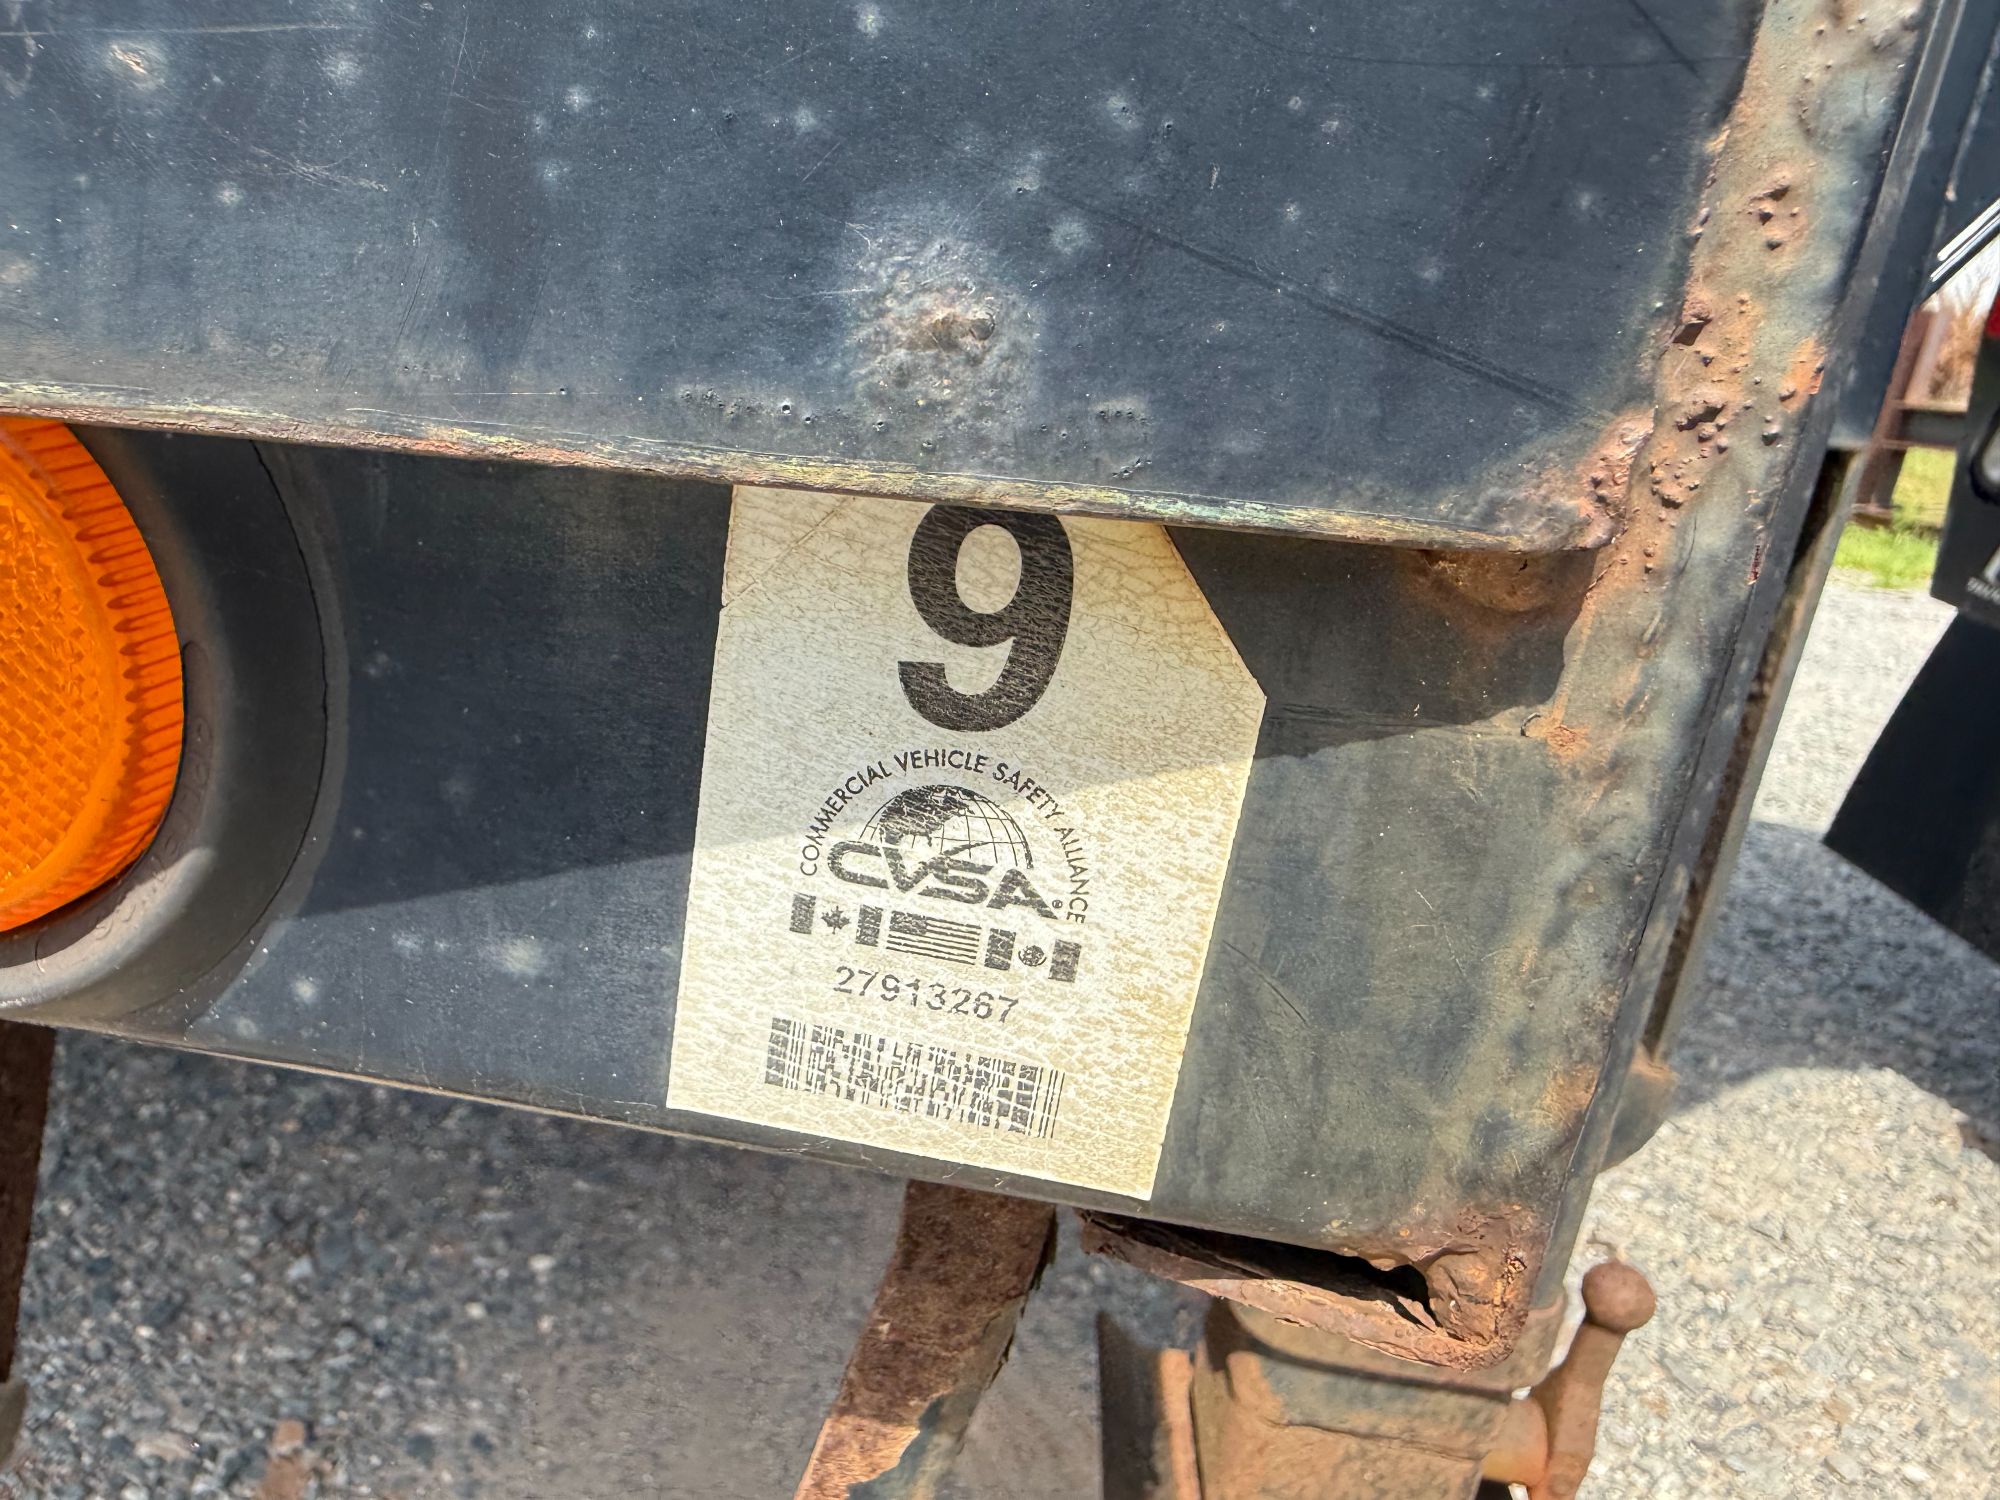 9
COMMERCIAL VEHICLE SAFETY ALLIANCE
CVSA®
27913267